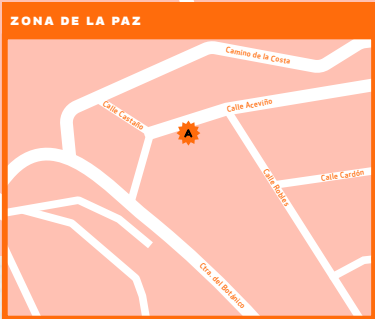 ZONA DE LA PAZ
Camino de la Costa
Calle Castaño
Calle Aceviño
A
Calle Robles
Calle Cardón
Ctra. del Botánico